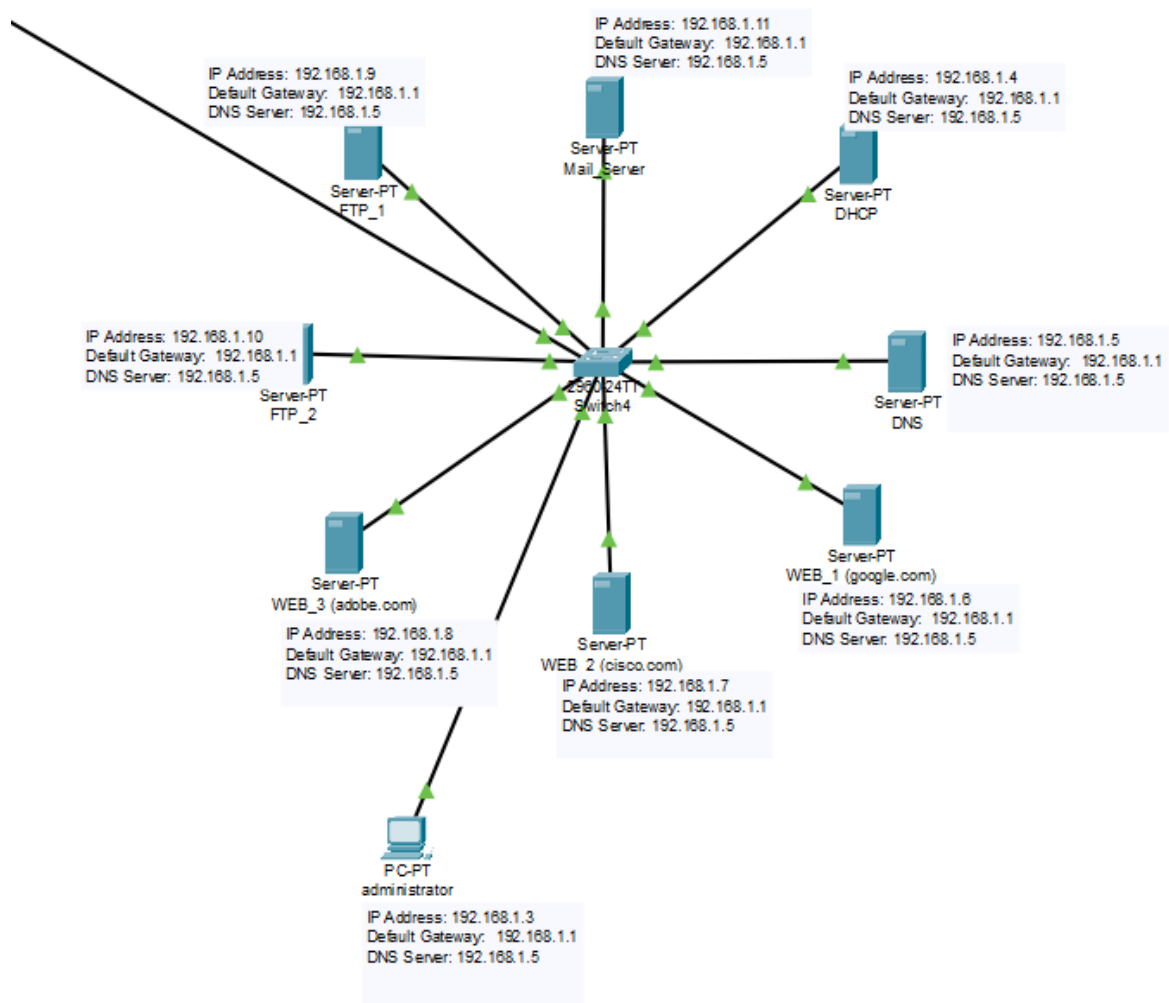 IP Address: 192.168.1.11
Default Gateway: 192.168.1.1
DNS Server: 192.168.1.5
Server-PT
Mail_Server
IP Address: 192.168.1.9
Default Gateway: 192.168.1.1
DNS Server: 192.168.1.5
Server-PT
FTP_1
IP Address: 192.168.1.4
Default Gateway: 192.168.1.1
DNS Server: 192.168.1.5
Server-PT
DHCP
IP Address: 192.168.1.10
Default Gateway: 192.168.1.1
DNS Server: 192.168.1.5
Server-PT
FTP_2
2960-24TT
Switch4
IP Address: 192.168.1.5
Default Gateway: 192.168.1.1
DNS Server: 192.168.1.5
Server-PT
DNS
Server-PT
WEB_3 (adobe.com)
IP Address: 192.168.1.8
Default Gateway: 192.168.1.1
DNS Server: 192.168.1.5
Server-PT
WEB_2 (cisco.com)
IP Address: 192.168.1.7
Default Gateway: 192.168.1.1
DNS Server: 192.168.1.5
Server-PT
WEB_1 (google.com)
IP Address: 192.168.1.6
Default Gateway: 192.168.1.1
DNS Server: 192.168.1.5
PC-PT
administrator
IP Address: 192.168.1.3
Default Gateway: 192.168.1.1
DNS Server: 192.168.1.5